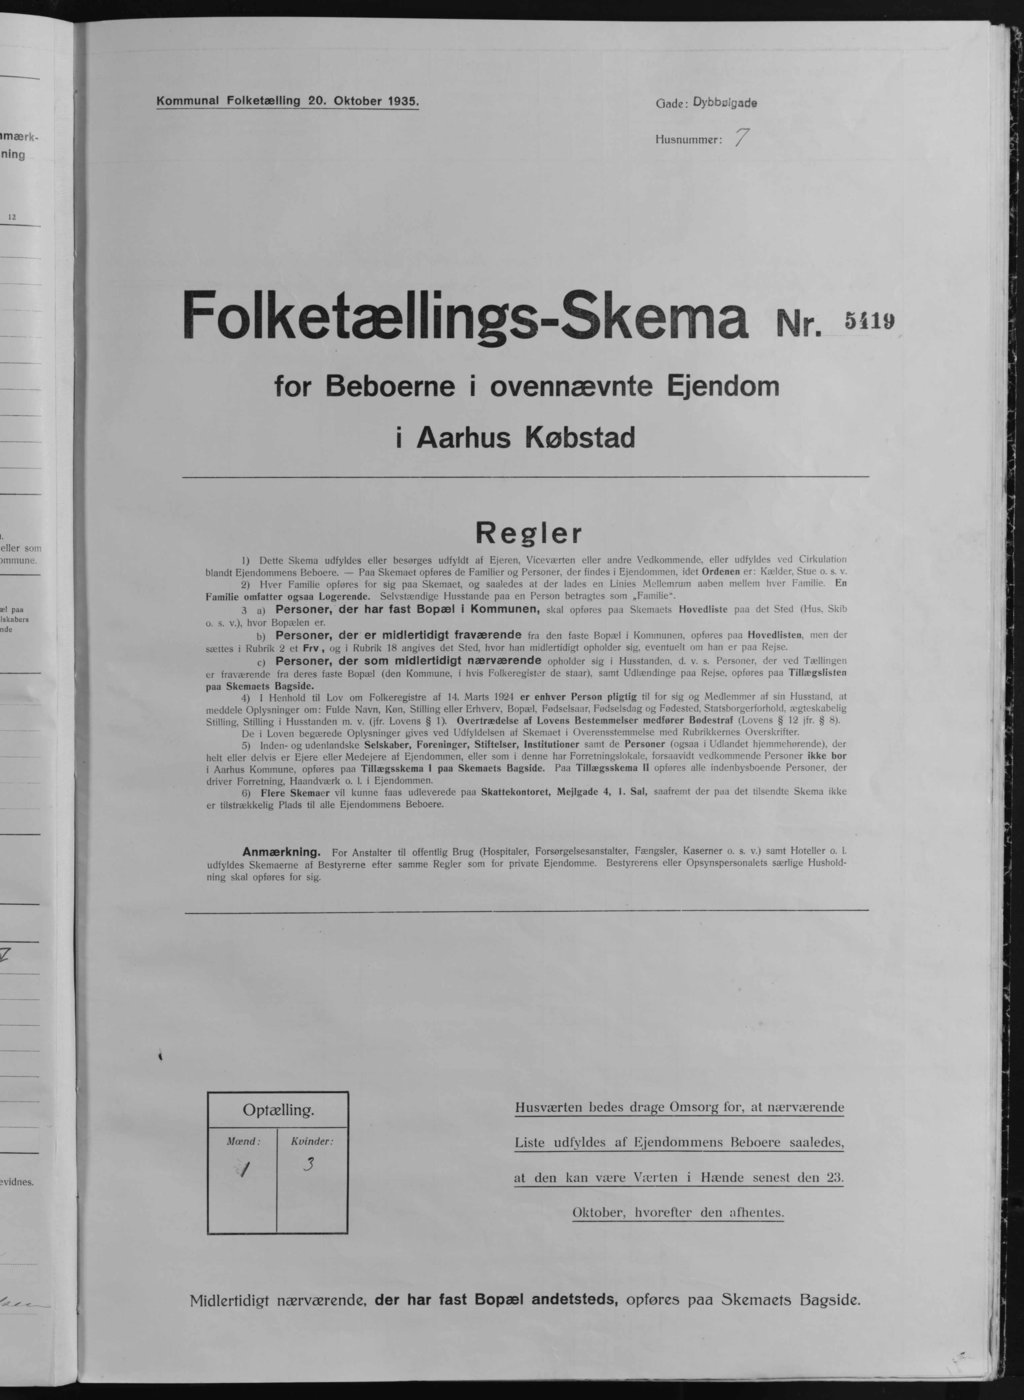 Kommunal Folketælling 20. Oktober 1935.
Gade: Dybbølgade
Husnummer: 7
mærk-
ning
12
Folketællings-Skema Nr. 5419
for Beboerne i ovennævnte Ejendom
i Aarhus Købstad
Regler
eller som
ommune.
1) Dette Skema udfyldes eller besørges udfyldt af Ejeren, Viceværten eller andre Vedkommende, eller udfyldes ved Cirkulation
blandt Ejendommens Beboere. — Paa Skemaet opføres de Familier og Personer, der findes i Ejendommen, idet Ordenen er: Kælder, Stue o. s. v.
2) Hver Familie opføres for sig paa Skemaet, og saaledes at der lades en Linies Mellemrum aaben mellem hver Familie. En
Familie omfatter ogsaa Logerende. Selvstændige Husstande paa en Person betragtes som „Familie“.
3 a) Personer, der har fast Bopæl i Kommunen, skal opføres paa Skemaets Hovedliste paa det Sted (Hus, Skib
o. s. v.), hvor Bopælen er.
b) Personer, der er midlertidigt fraværende fra den faste Bopæl i Kommunen, opføres paa Hovedlisten, men der
sættes i Rubrik 2 et Frv, og i Rubrik 18 angives det Sted, hvor han midlertidigt opholder sig, eventuelt om han er paa Rejse.
c) Personer, der som midlertidigt nærværende opholder sig i Husstanden, d. v. s. Personer, der ved Tællingen
er fraværende fra deres faste Bopæl (den Kommune, i hvis Folkeregister de staar), samt Udlændinge paa Rejse, opføres paa Tillægslisten
paa Skemaets Bagside.
4) I Henhold til Lov om Folkeregistre af 14. Marts 1924 er enhver Person pligtig til for sig og Medlemmer af sin Husstand, at
meddele Oplysninger om: Fulde Navn, Køn, Stilling eller Erhverv, Bopæl, Fødselsaar, Fødselsdag og Fødested, Statsborgerforhold, ægteskabelig
Stilling, Stilling i Husstanden m. v. (jfr. Lovens § 1). Overtrædelse af Lovens Bestemmelser medfører Bødestraf (Lovens § 12 jfr. § 8).
De i Loven begærede Oplysninger gives ved Udfyldelsen af Skemaet i Overensstemmelse med Rubrikkernes Overskrifter.
5) Inden- og udenlandske Selskaber, Foreninger, Stiftelser, Institutioner samt de Personer (ogsaa i Udlandet hjemmehørende), der
helt eller delvis er Ejere eller Medejere af Ejendommen, eller som i denne har Forretningslokale, forsaavidt vedkommende Personer ikke bor
i Aarhus Kommune, opføres paa Tillægsskema I paa Skemaets Bagside. Paa Tillægsskema II opføres alle indenbysboende Personer, der
driver Forretning, Haandværk o. l. i Ejendommen.
6) Flere Skemaer vil kunne faas udleverede paa Skattekontoret, Mejlgade 4, 1. Sal, saafremt der paa det tilsendte Skema ikke
er tilstrækkelig Plads til alle Ejendommens Beboere.
Anmærkning. For Anstalter til offentlig Brug (Hospitaler, Forsørgelsesanstalter, Fængsler, Kaserner o. s. v.) samt Hoteller o. l.
udfyldes Skemaerne af Bestyrerne efter samme Regler som for private Ejendomme. Bestyrerens eller Opsynspersonalets særlige Hushold-
ning skal opføres for sig.
Optælling.
Mænd: Kvinder:
1 3
Husværten bedes drage Omsorg for, at nærværende
Liste udfyldes af Ejendommens Beboere saaledes,
at den kan være Værten i Hænde senest den 23.
Oktober, hvorefter den afhentes.
evidnes.
Midlertidigt nærværende, der har fast Bopæl andetsteds, opføres paa Skemaets Bagside.